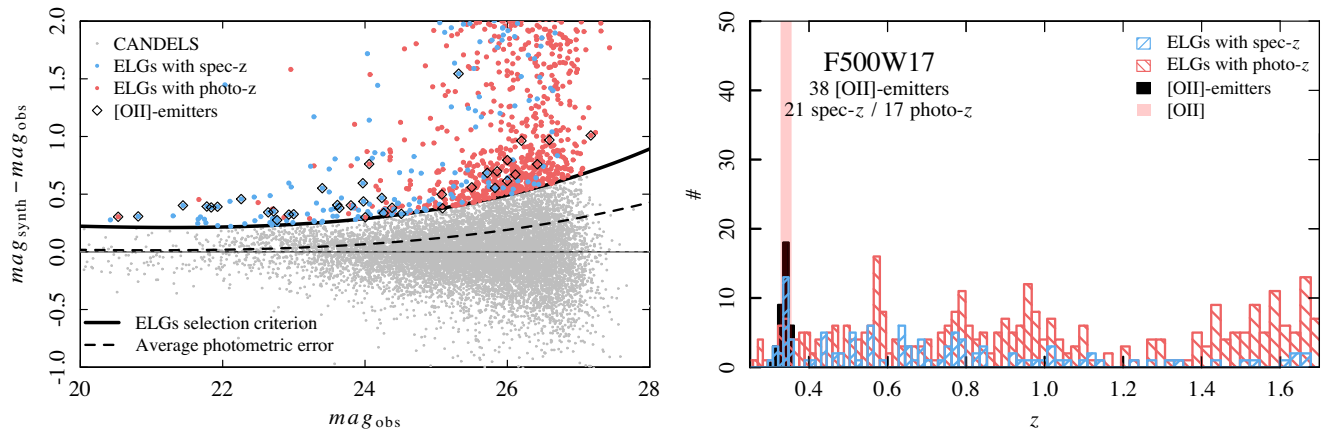 2.0
1.5
1.0
0.5
0.0
-0.5
-1.0
mag_synth − mag_obs
CANDELS
ELGs with spec-z
ELGs with photo-z
[OII]-emitters
ELGs selection criterion
Average photometric error
20 22 24 26 28
mag_obs
50
40
30
20
10
0
#
F500W17
38 [OII]-emitters
21 spec-z / 17 photo-z
ELGs with spec-z
ELGs with photo-z
[OII]-emitters
[OII]
0.4 0.6 0.8 1.0 1.2 1.4 1.6
z